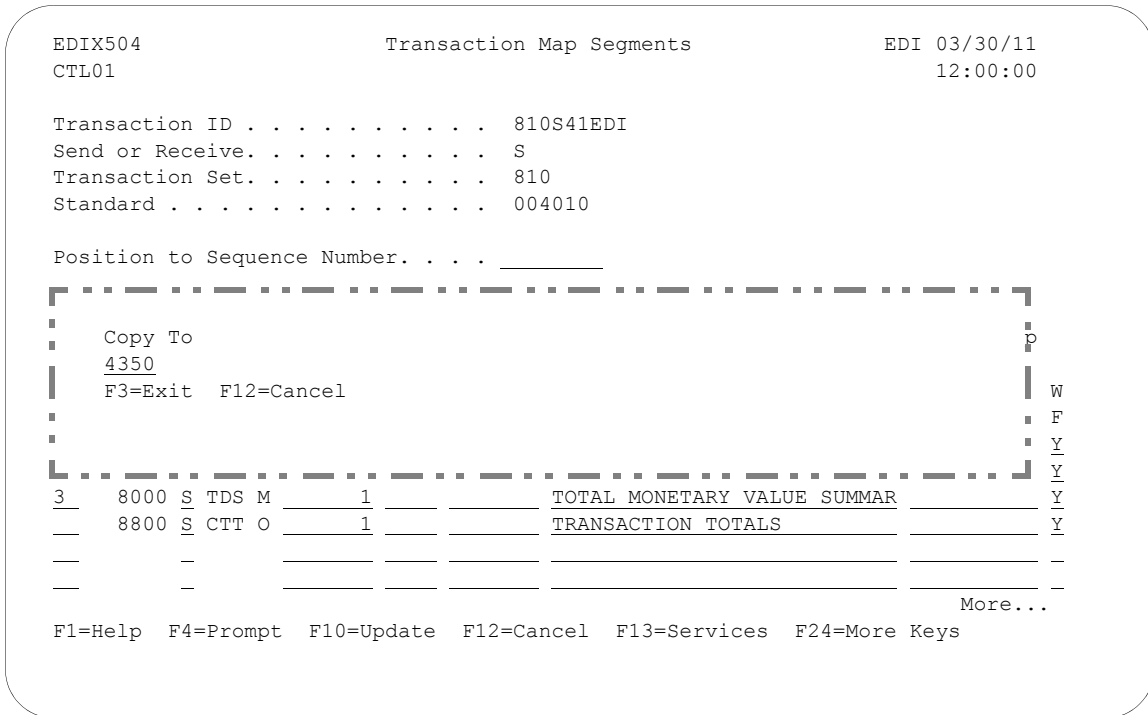 EDIX504 Transaction Map Segments EDI 03/30/11
CTL01 12:00:00
Transaction ID . . . . . . . . . . 810S41EDI
Send or Receive. . . . . . . . . . S
Transaction Set. . . . . . . . . . 810
Standard . . . . . . . . . . . . . 004010
Position to Sequence Number. . . .
Copy To p
4350
F3=Exit F12=Cancel W
F
Y
Y
3 8000 S TDS M 1 TOTAL MONETARY VALUE SUMMAR Y
8800 S CTT O 1 TRANSACTION TOTALS Y
More...
F1=Help F4=Prompt F10=Update F12=Cancel F13=Services F24=More Keys